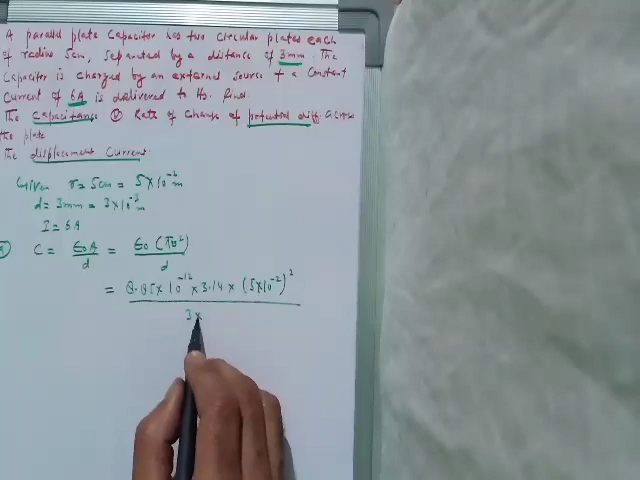 A parallel plate Capacitor has two Circular plates each
of radius 5cm, separated by a distance of 3mm. The
Capacitor is charged by an external source & a Constant
Current of 6A is delivered to it. Find
The Capacitance (b) Rate of Change of potential diff. across
the plate
The displacement Current.
Given r = 5cm = 5×10⁻² m
d = 3mm = 3×10⁻³ m
I = 6A
a) C = ε₀A/d = ε₀(πr²)/d
= 8.85×10⁻¹² × 3.14 × (5×10⁻²)²
3×